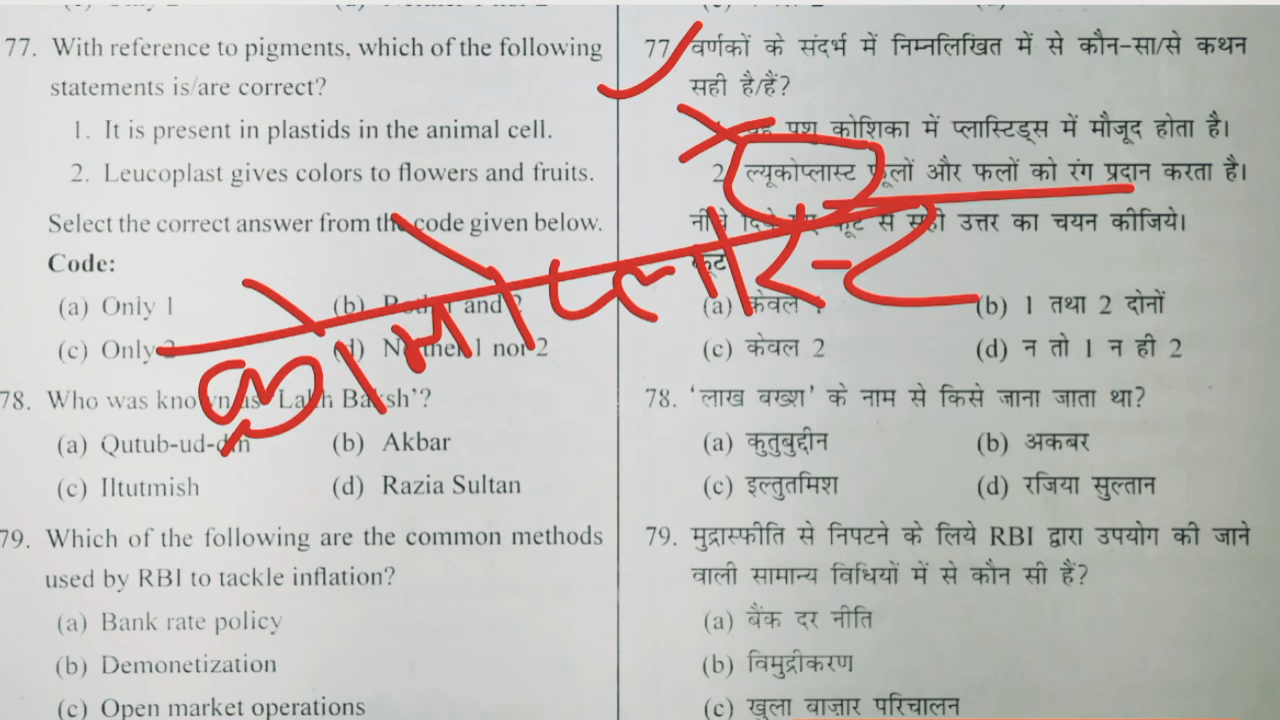 77. With reference to pigments, which of the following
statements is/are correct?
1. It is present in plastids in the animal cell.
2. Leucoplast gives colors to flowers and fruits.
Select the correct answer from the code given below.
Code:
(a) Only 1
(b) and 2
(c) Only 2
(d) 1 nor 2
78. Who was known as 'Lakh Baksh'?
(a) Qutub-ud-din
(b) Akbar
(c) Iltutmish
(d) Razia Sultan
79. Which of the following are the common methods
used by RBI to tackle inflation?
(a) Bank rate policy
(b) Demonetization
(c) Open market operations
77. वर्णकों के संदर्भ में निम्नलिखित में से कौन-सा/से कथन
सही है/हैं?
पशु कोशिका में प्लास्टिड्स में मौजूद होता है।
2. ल्यूकोप्लास्ट फूलों और फलों को रंग प्रदान करता है।
से सही उत्तर का चयन कीजिये।
(a) केवल
(b) 1 तथा 2 दोनों
(c) केवल 2
(d) न तो 1 न ही 2
78. 'लाख बख्श' के नाम से किसे जाना जाता था?
(a) कुतुबुद्दीन
(b) अकबर
(c) इल्तुतमिश
(d) रजिया सुल्तान
79. मुद्रास्फीति से निपटने के लिये RBI द्वारा उपयोग की जाने
वाली सामान्य विधियों में से कौन सी हैं?
(a) बैंक दर नीति
(b) विमुद्रीकरण
(c) खुला बाज़ार परिचालन
क्रोमोप्लास्ट